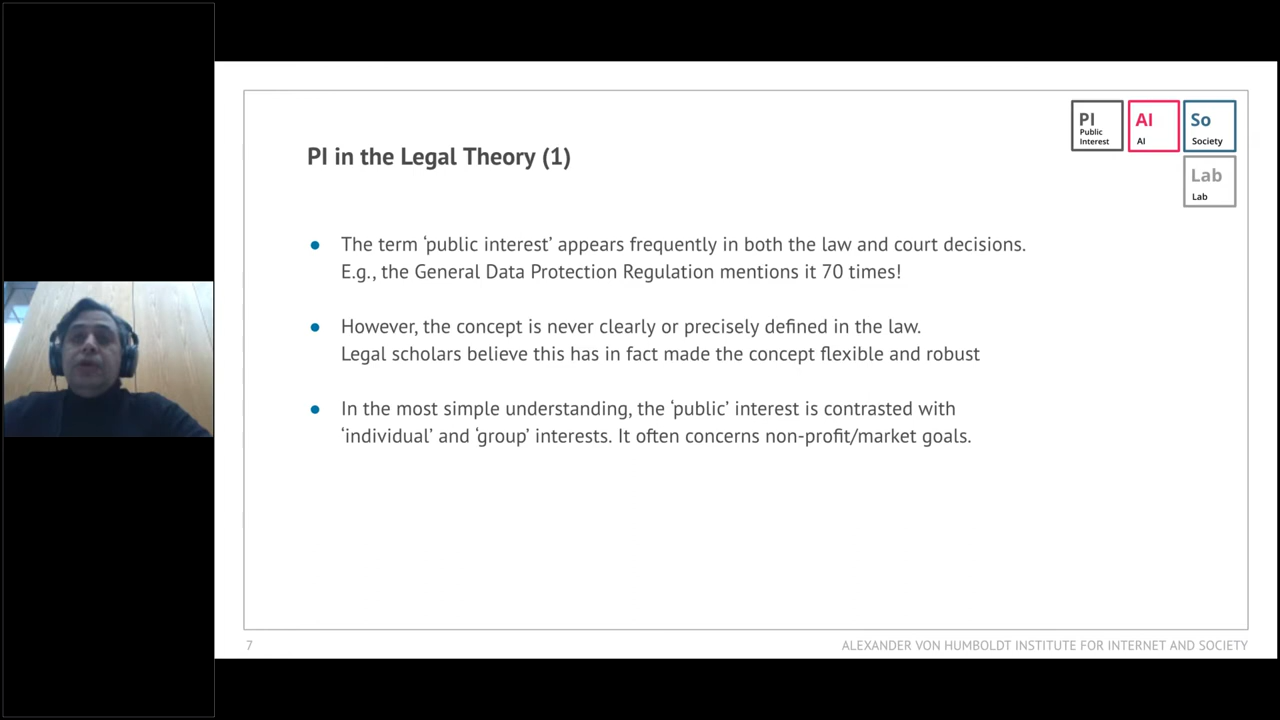 PI
Public
Interest
AI
AI
So
Society
Lab
Lab
PI in the Legal Theory (1)
● The term ‘public interest’ appears frequently in both the law and court decisions.
E.g., the General Data Protection Regulation mentions it 70 times!
● However, the concept is never clearly or precisely defined in the law.
Legal scholars believe this has in fact made the concept flexible and robust
● In the most simple understanding, the ‘public’ interest is contrasted with
‘individual’ and ‘group’ interests. It often concerns non-profit/market goals.
7
ALEXANDER VON HUMBOLDT INSTITUTE FOR INTERNET AND SOCIETY